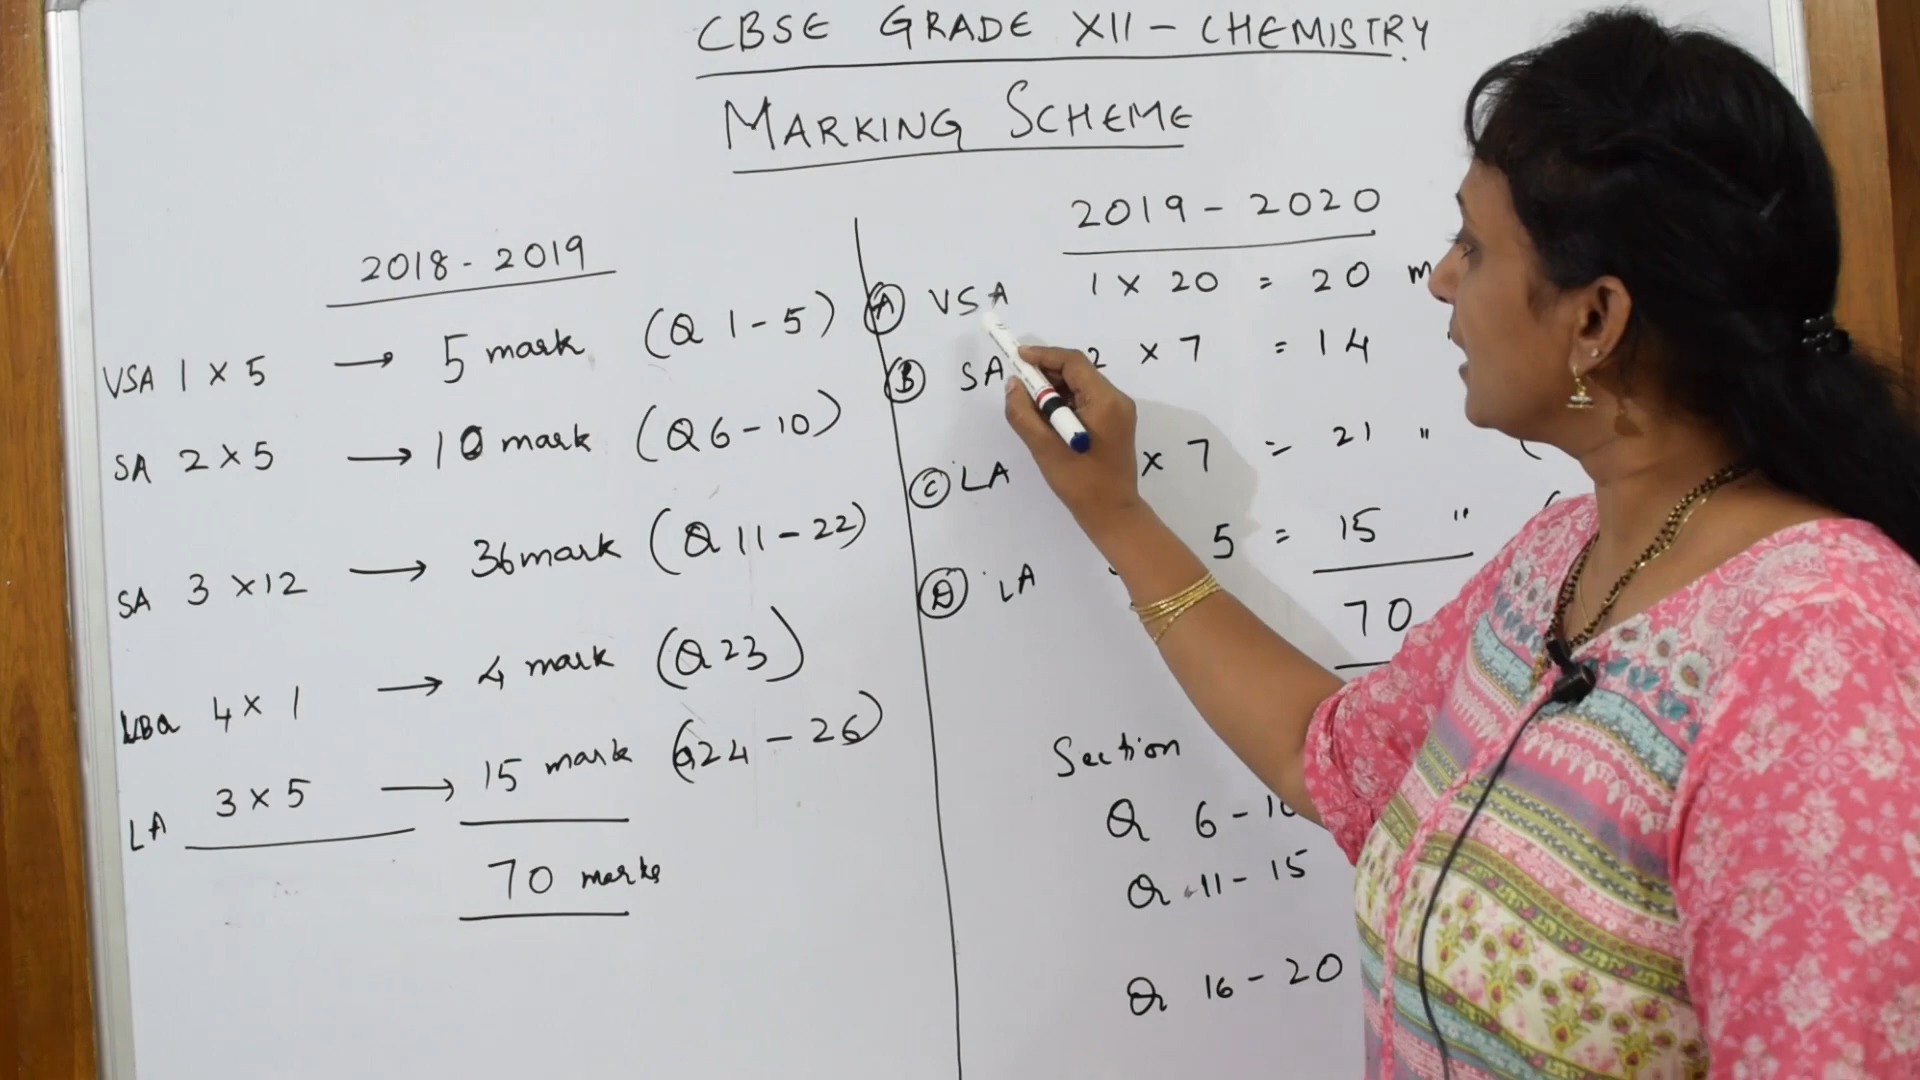 CBSE GRADE XII - CHEMISTRY
MARKING SCHEME
2018 - 2019
VSA 1 × 5 → 5 mark (Q 1 - 5)
SA 2 × 5 → 10 mark (Q 6 - 10)
SA 3 × 12 → 36 mark (Q 11 - 22)
4 × 1 → 4 mark (Q 23)
LA 3 × 5 → 15 mark (Q24 - 26)
70 marks
2019 - 2020
A VSA 1 × 20 = 20 m
B SA 2 × 7 = 14 "
C LA × 7 = 21 " (
D LA 5 = 15 " (
70
Section
Q 6 - 10
Q 11 - 15
Q 16 - 20